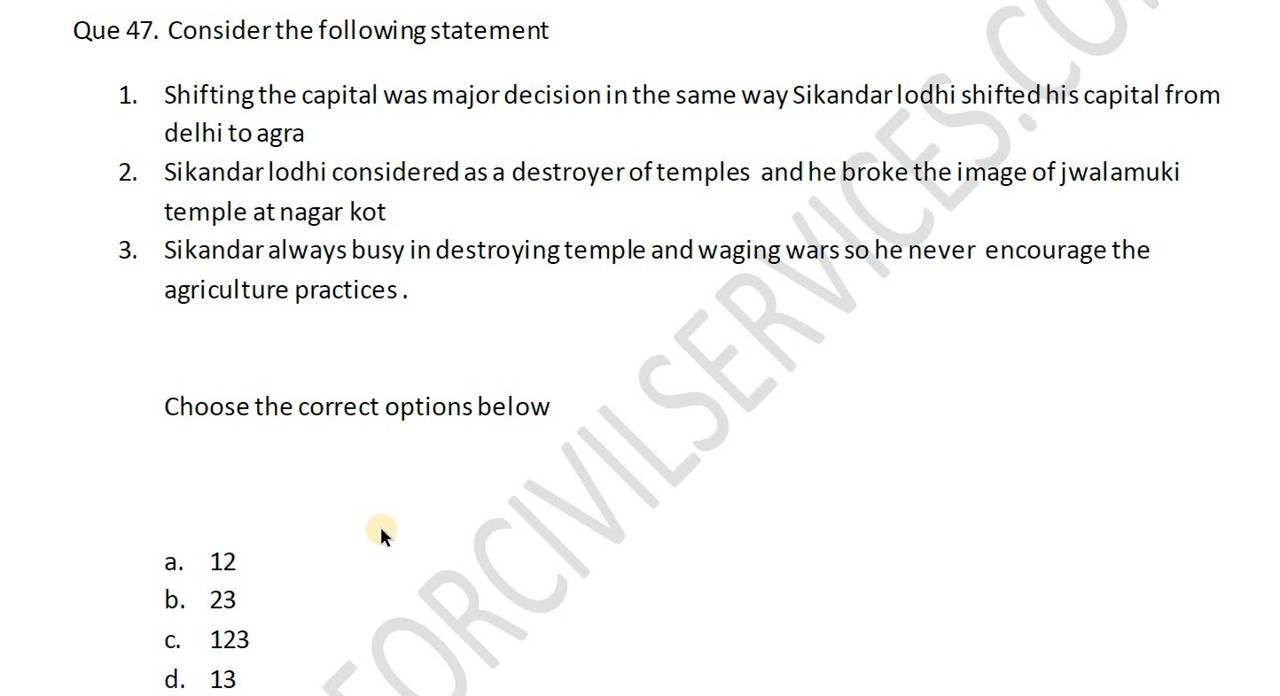 Que 47. Consider the following statement
1. Shifting the capital was major decision in the same way Sikandar lodhi shifted his capital from
delhi to agra
2. Sikandar lodhi considered as a destroyer of temples and he broke the image of jwalamuki
temple at nagar kot
3. Sikandar always busy in destroying temple and waging wars so he never encourage the
agriculture practices.
Choose the correct options below
a. 12
b. 23
c. 123
d. 13
FORCIVILSERVICES.CO